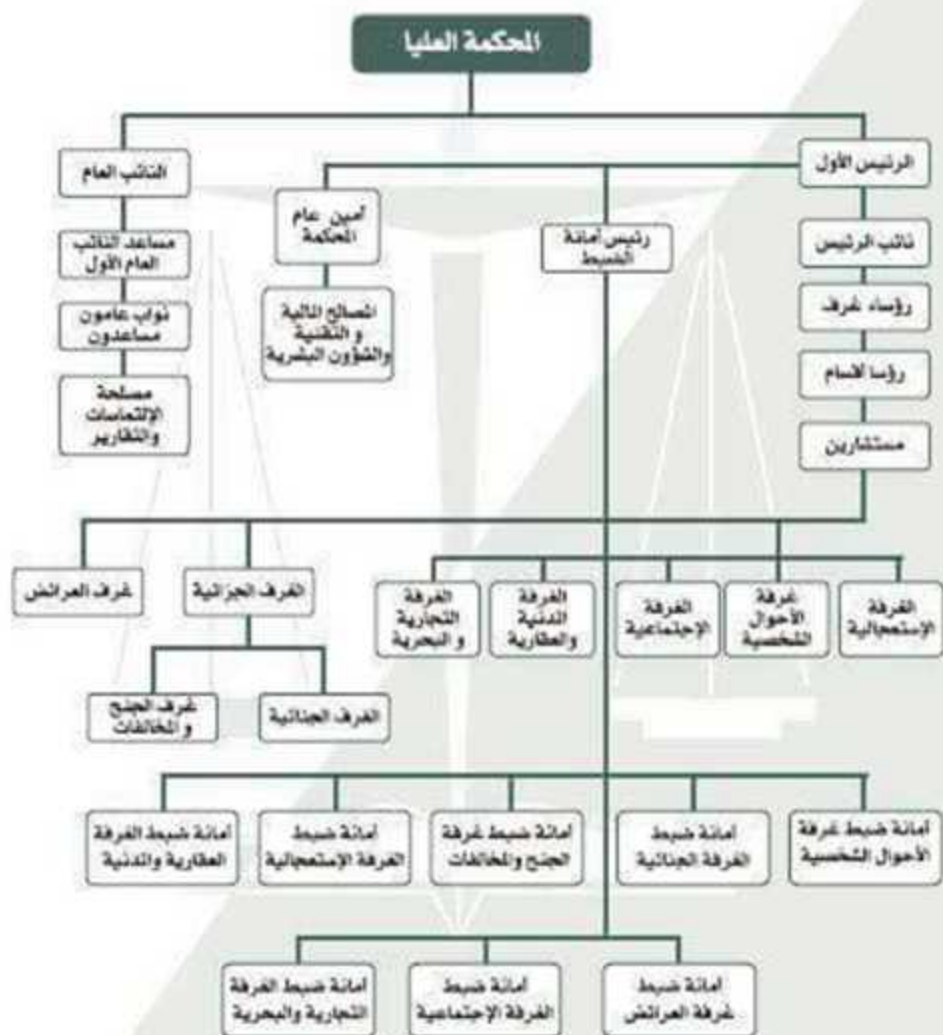 المحكمة العليا
الرئيس الأول
النائب العام
أمين عام
المحكمة
رئيس أمانة
الضبط
نائب الرئيس
مساعد النائب
العام الأول
رؤساء غرف
المصالح المالية
و التقنية
والشؤون البشرية
نواب عامون
مساعدون
رؤسا أقسام
مصلحة
الإلتماسات
والتقارير
مستشارين
الغرفة
الإستعجالية
غرفة
الأحوال
الشخصية
الغرفة
الإجتماعية
الغرفة
المدنية
والعقارية
الغرفة
التجارية
و البحرية
الغرف الجزائية
غرف العرائض
الغرف الجنائية
غرف الجنح
و المخالفات
أمانة ضبط غرفة
الأحوال الشخصية
أمانة ضبط
الغرفة الجنائية
أمانة ضبط غرفة
الجنح والمخالفات
أمانة ضبط
الغرفة الإستعجالية
أمانة ضبط الغرفة
العقارية والمدنية
أمانة ضبط
غرفة العرائض
أمانة ضبط
الغرفة الإجتماعية
أمانة ضبط الغرفة
التجارية والبحرية